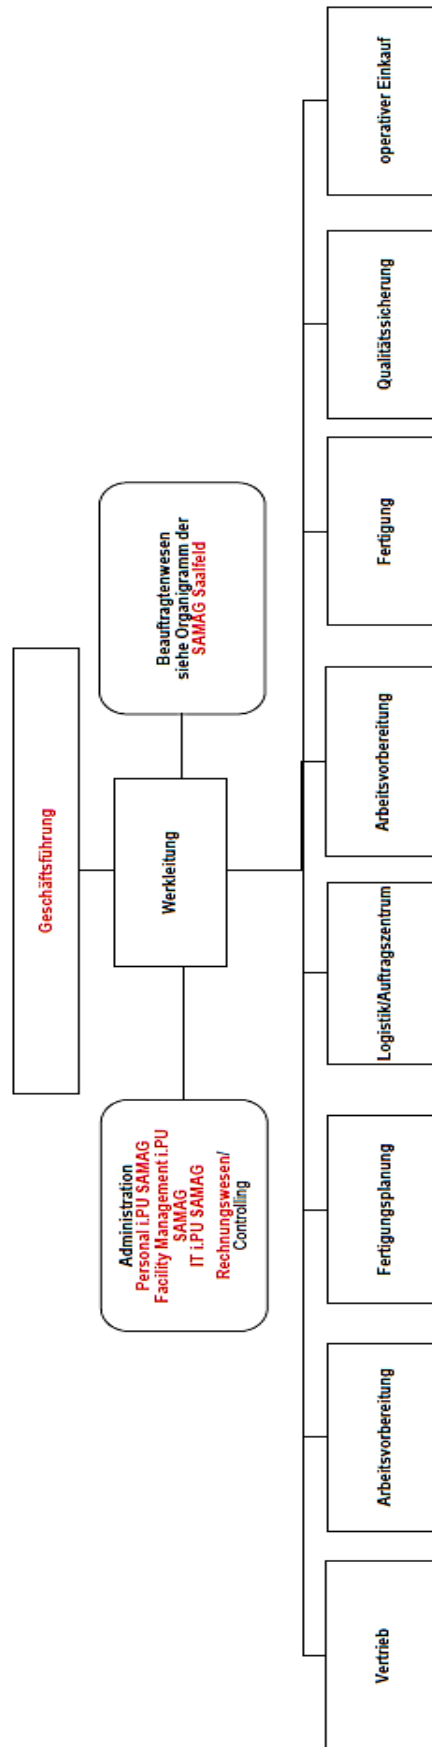 Geschäftsführung
Administration
Personal i.PU SAMAG
Facility Management i.PU
SAMAG
IT i.PU SAMAG
Rechnungswesen/
Controlling
Werkleitung
Beauftragtenwesen
siehe Organigramm der
SAMAG Saalfeld
Vertrieb
Arbeitsvorbereitung
Fertigungsplanung
Logistik/Auftragszentrum
Arbeitsvorbereitung
Fertigung
Qualitätssicherung
operativer Einkauf